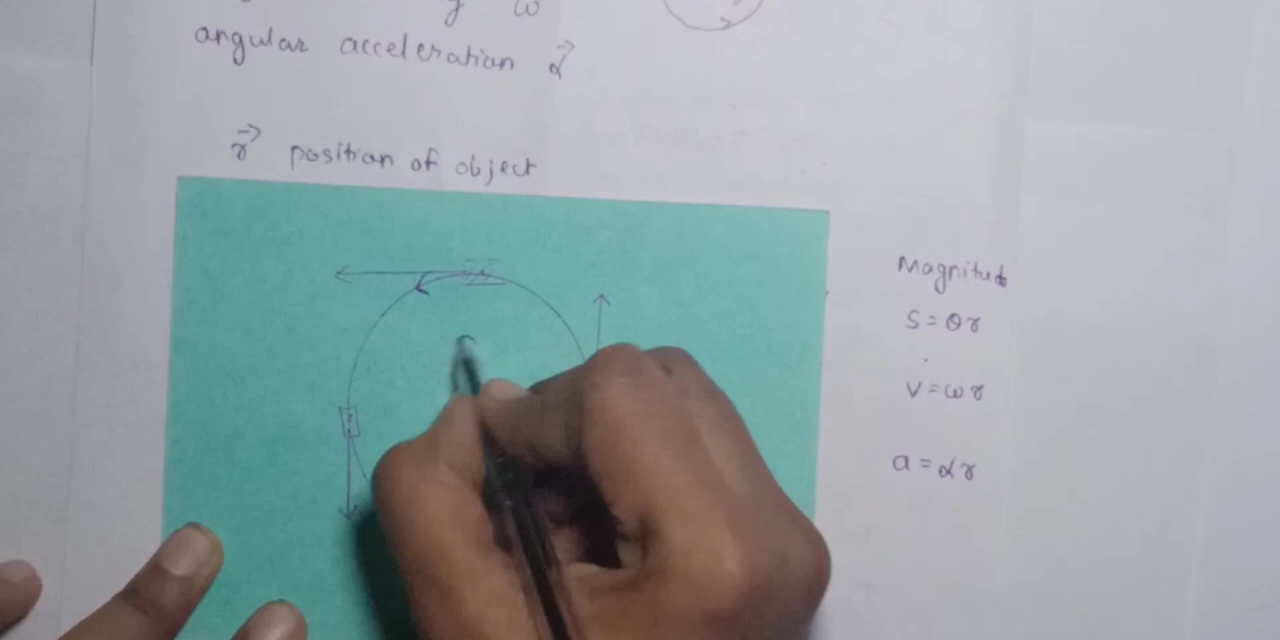 ω
angular acceleration α⃗
r⃗ position of object
Magnitude
S = θr
v = ωr
a = αr